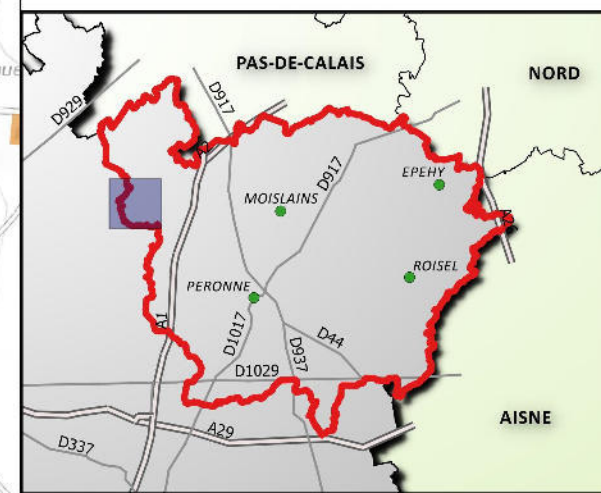 PAS-DE-CALAIS
NORD
D929
D917
A2
D917
EPEHY
MOISLAINS
A26
ROISEL
PERONNE
A1
D1017
D937
D44
D1029
AISNE
A29
D337